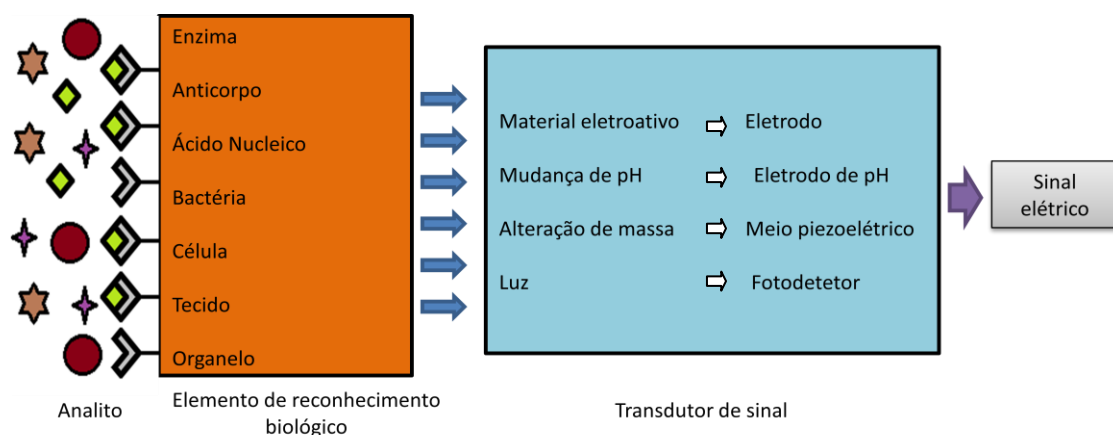 Enzima
Anticorpo
Ácido Nucleico
Bactéria
Célula
Tecido
Organelo
Material eletroativo Eletrodo
Mudança de pH Eletrodo de pH
Alteração de massa Meio piezoelétrico
Luz Fotodetetor
Sinal
elétrico
Analito
Elemento de reconhecimento
biológico
Transdutor de sinal